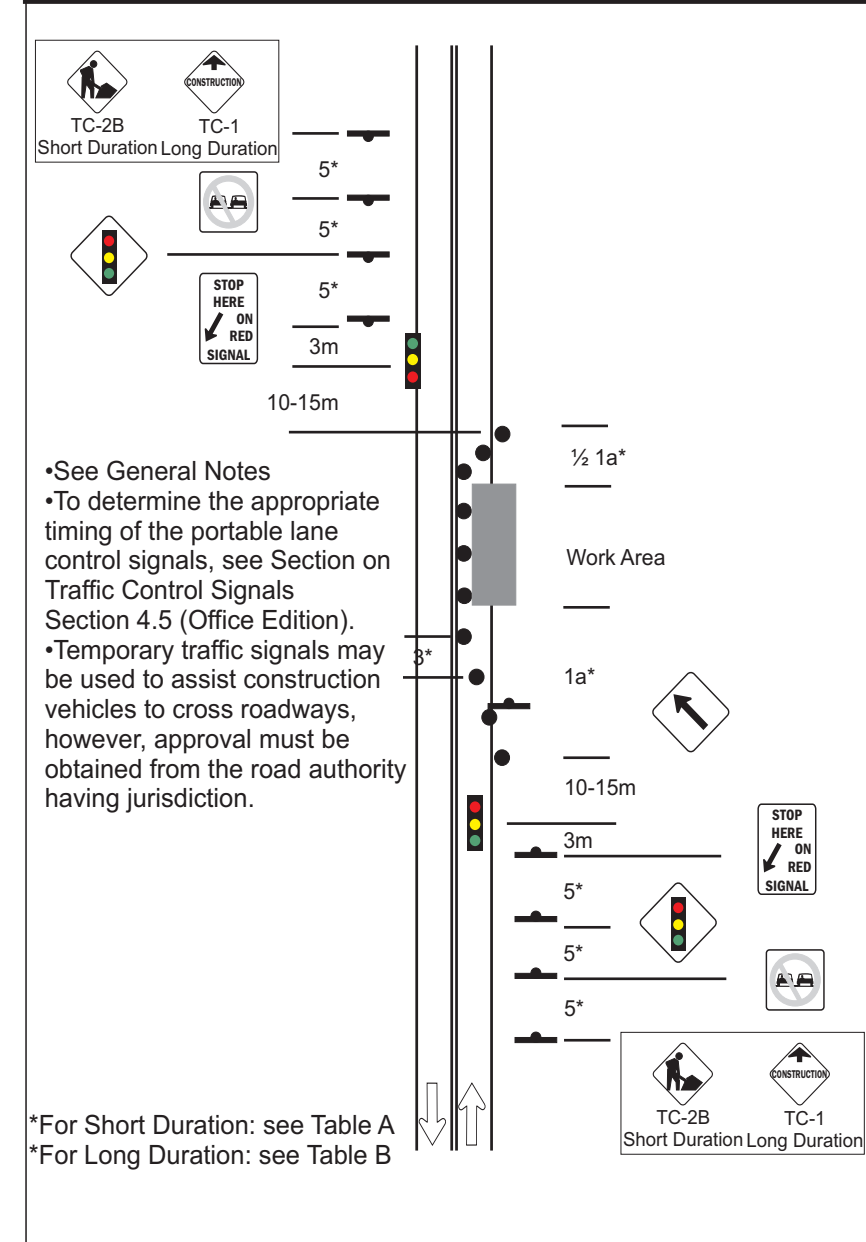 CONSTRUCTION
TC-2B TC-1
Short Duration Long Duration
5*
5*
STOP
HERE
ON
RED
SIGNAL
5*
3m
10-15m
•See General Notes
•To determine the appropriate
timing of the portable lane
control signals, see Section on
Traffic Control Signals
Section 4.5 (Office Edition).
•Temporary traffic signals may
be used to assist construction
vehicles to cross roadways,
however, approval must be
obtained from the road authority
having jurisdiction.
½ 1a*
Work Area
3*
1a*
10-15m
3m
STOP
HERE
ON
RED
SIGNAL
5*
5*
5*
CONSTRUCTION
TC-2B TC-1
Short Duration Long Duration
*For Short Duration: see Table A
*For Long Duration: see Table B